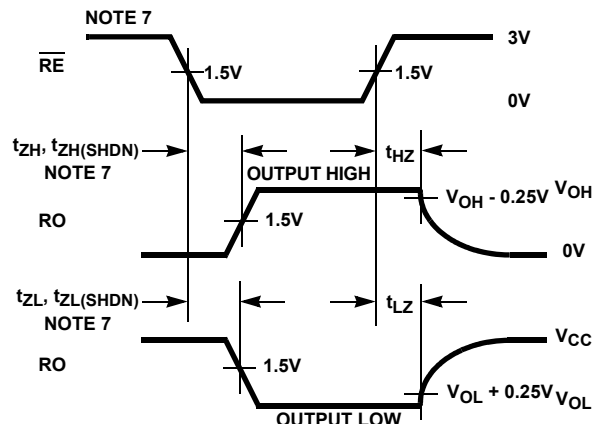 NOTE 7
RE
3V
1.5V
1.5V
0V
tZH, tZH(SHDN)
NOTE 7
tHZ
OUTPUT HIGH
VOH - 0.25V
VOH
RO
1.5V
0V
tZL, tZL(SHDN)
NOTE 7
tLZ
VCC
RO
1.5V
VOL + 0.25V
VOL
OUTPUT LOW